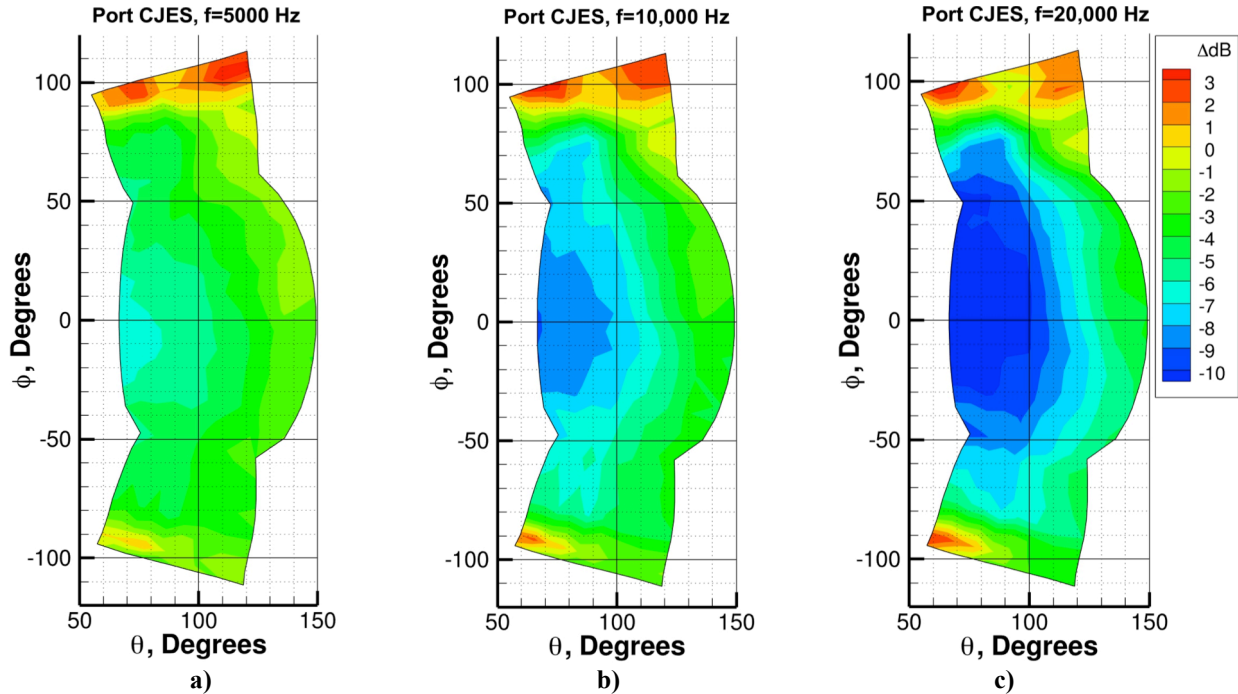 Port CJES, f=5000 Hz
100
50
0
-50
-100
ϕ, Degrees
50
100
150
θ, Degrees
a)
Port CJES, f=10,000 Hz
100
50
0
-50
-100
ϕ, Degrees
50
100
150
θ, Degrees
b)
Port CJES, f=20,000 Hz
100
50
0
-50
-100
ϕ, Degrees
50
100
150
θ, Degrees
c)
ΔdB
3
2
1
0
-1
-2
-3
-4
-5
-6
-7
-8
-9
-10